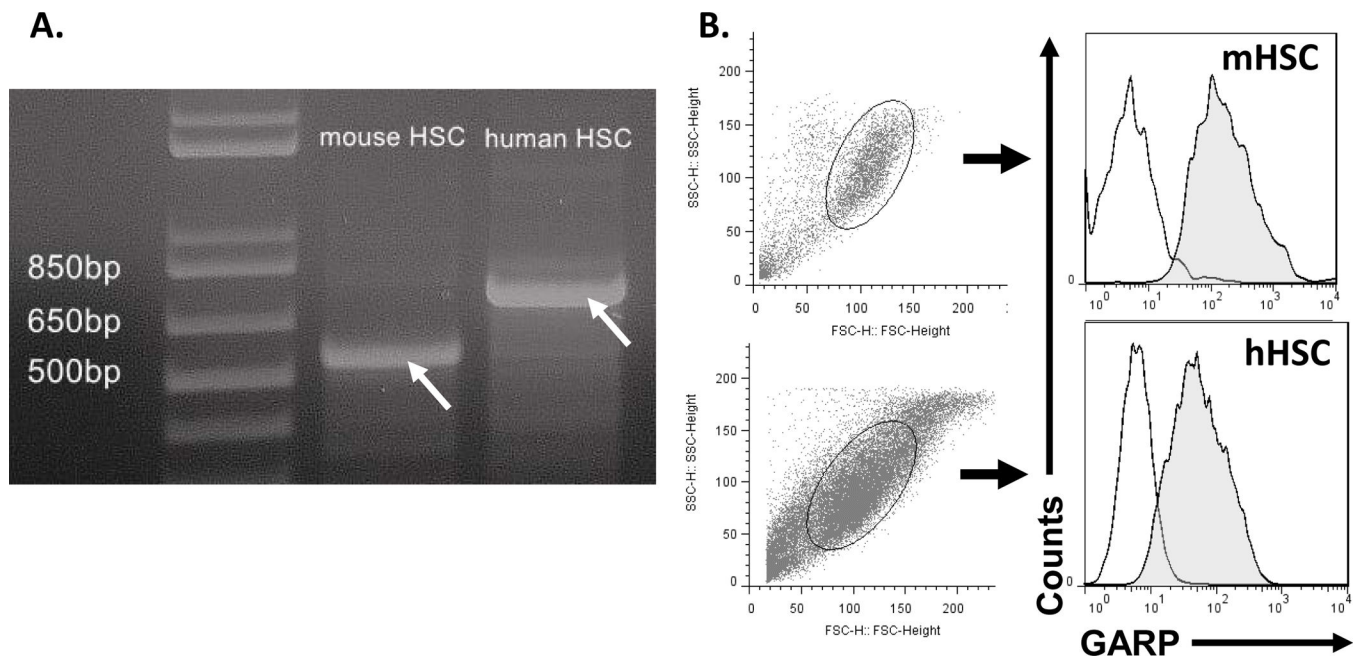 A.
mouse HSC human HSC
850bp
650bp
500bp
B.
SSC-H:: SSC-Height
200
150
100
50
0
0 50 100 150 200
FSC-H:: FSC-Height
SSC-H:: SSC-Height
200
150
100
50
0
0 50 100 150 200
FSC-H:: FSC-Height
mHSC
0
10^0 10^1 10^2 10^3 10^4
hHSC
0
10^0 10^1 10^2 10^3 10^4
Counts
GARP